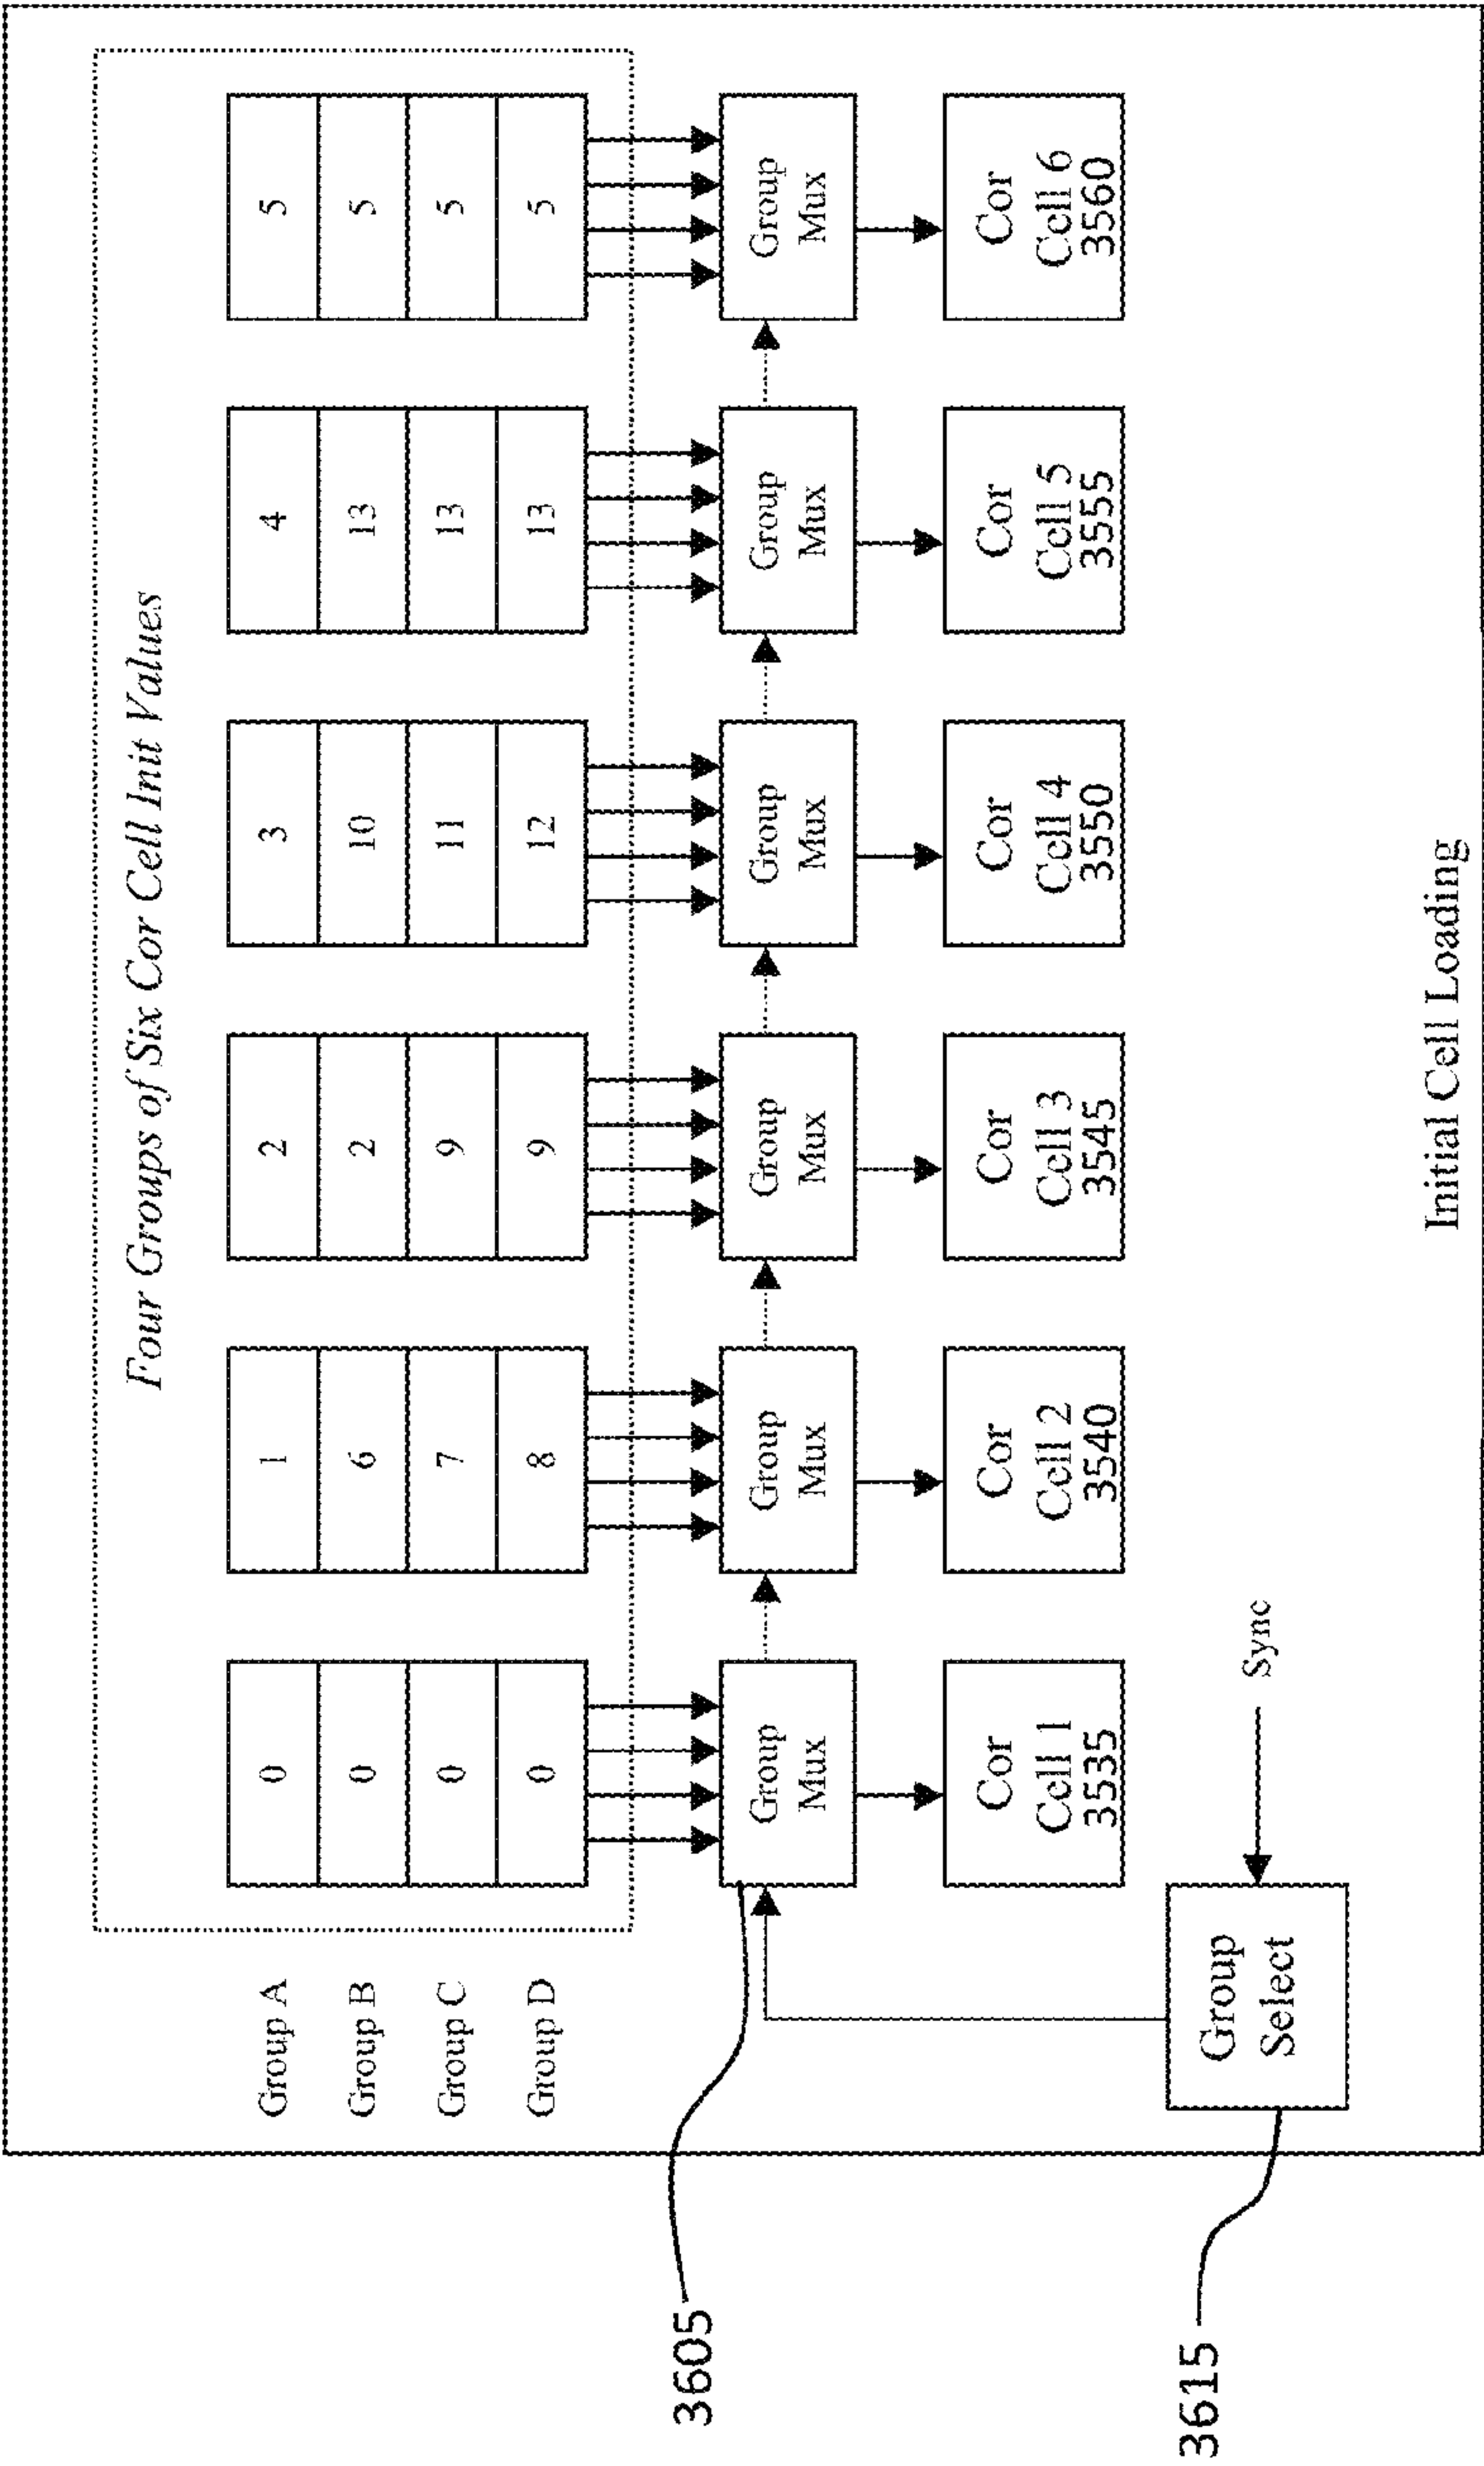 Four Groups of Six Cor Cell Init Values
Group A
0
1
2
3
4
5
Group B
0
6
2
10
13
5
Group C
0
7
9
11
13
5
Group D
0
8
9
12
13
5
3605
Group
Mux
Group
Mux
Group
Mux
Group
Mux
Group
Mux
Group
Mux
Cor
Cell 1
3535
Cor
Cell 2
3540
Cor
Cell 3
3545
Cor
Cell 4
3550
Cor
Cell 5
3555
Cor
Cell 6
3560
3615
Group
Select
Sync
Initial Cell Loading